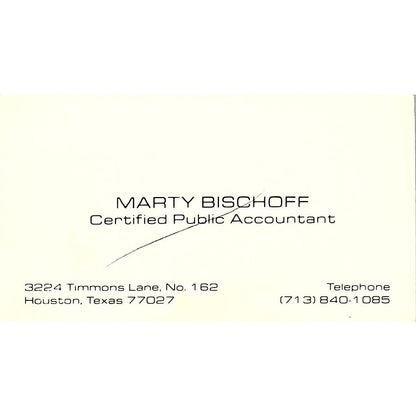 MARTY BISCHOFF
Certified Public Accountant
3224 Timmons Lane, No. 162
Houston, Texas 77027
Telephone
(713) 840-1085